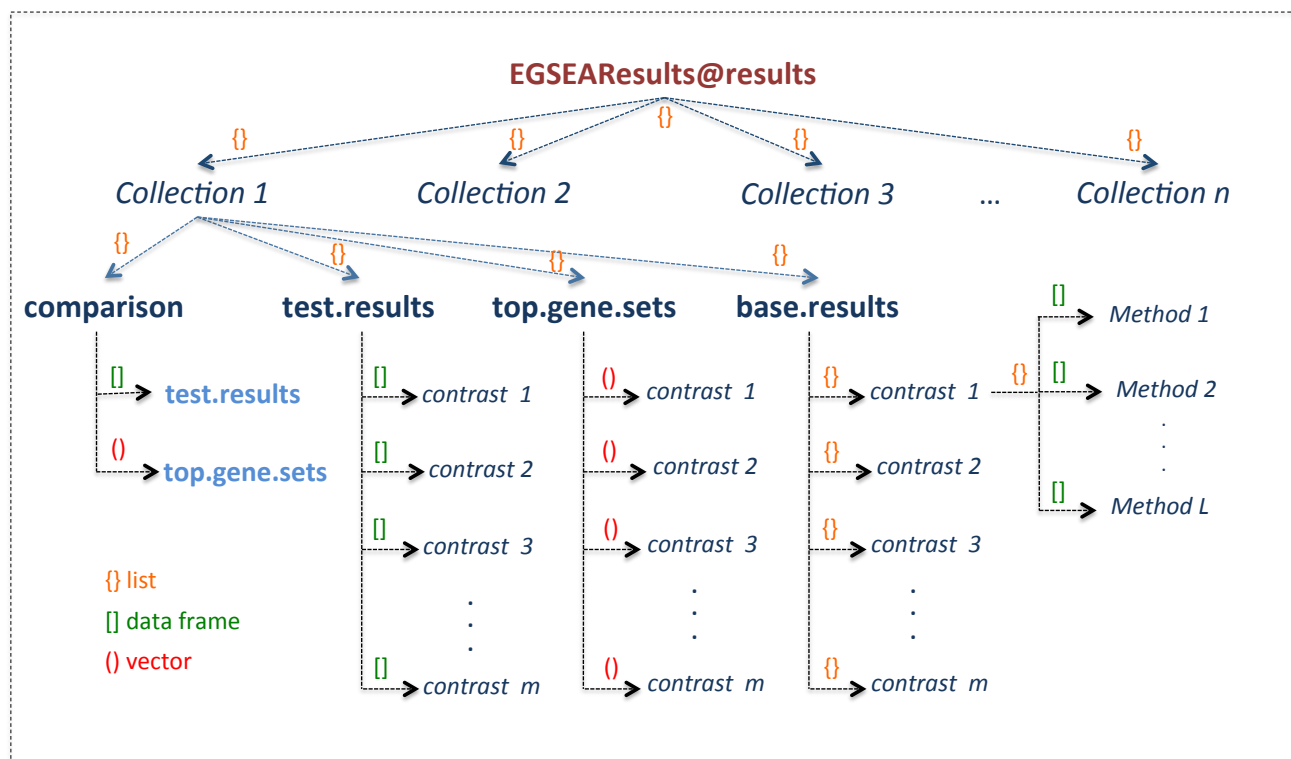 EGSEAResults@results
{} {} {} {} {}
Collection 1 Collection 2 Collection 3 ... Collection n
{} {} {} {}
comparison test.results top.gene.sets base.results
[] Method 1
[] test.results [] contrast 1 () contrast 1 {} contrast 1 {} [] Method 2
() top.gene.sets [] contrast 2 () contrast 2 {} contrast 2
[] Method L
[] contrast 3 () contrast 3 {} contrast 3
{} list
[] data frame
() vector
[] contrast m () contrast m {} contrast m